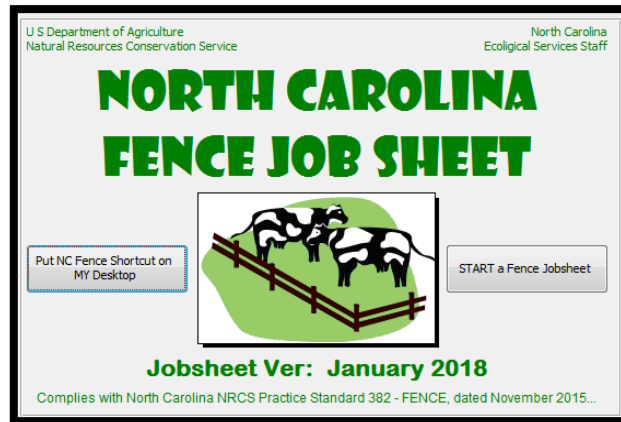 U S Department of Agriculture
Natural Resources Conservation Service
North Carolina
Ecoligical Services Staff
NORTH CAROLINA
FENCE JOB SHEET
Put NC Fence Shortcut on
MY Desktop
START a Fence Jobsheet
Jobsheet Ver: January 2018
Complies with North Carolina NRCS Practice Standard 382 - FENCE, dated November 2015...